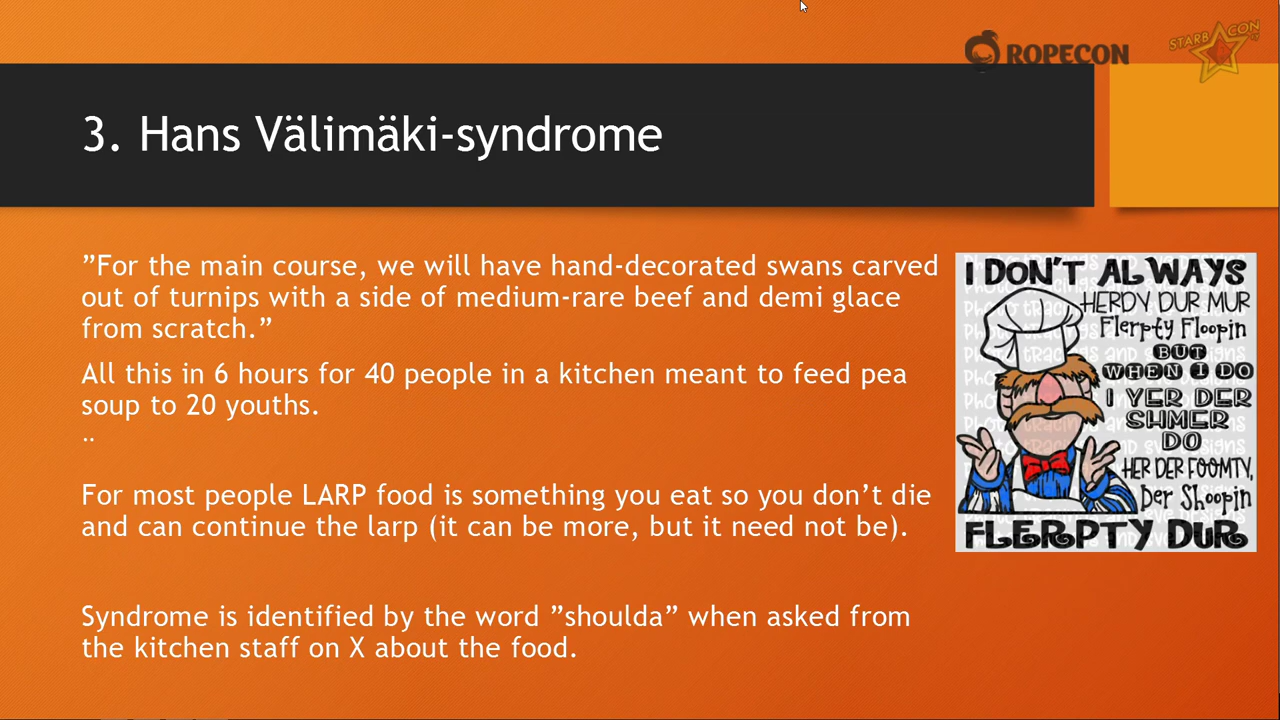 ROPECON
STARBACON
3. Hans Välimäki-syndrome
”For the main course, we will have hand-decorated swans carved
out of turnips with a side of medium-rare beef and demi glace
from scratch.”
All this in 6 hours for 40 people in a kitchen meant to feed pea
soup to 20 youths.
..
For most people LARP food is something you eat so you don’t die
and can continue the larp (it can be more, but it need not be).
Syndrome is identified by the word ”shoulda” when asked from
the kitchen staff on X about the food.
I DON'T ALWAYS
HERDY DUR MUR
Flerpty Floopin
BUT
WHEN I DO
I YER DER
SHMER
DO
HER DER FOOMTY,
Der Shoopin
FLERPTY DUR